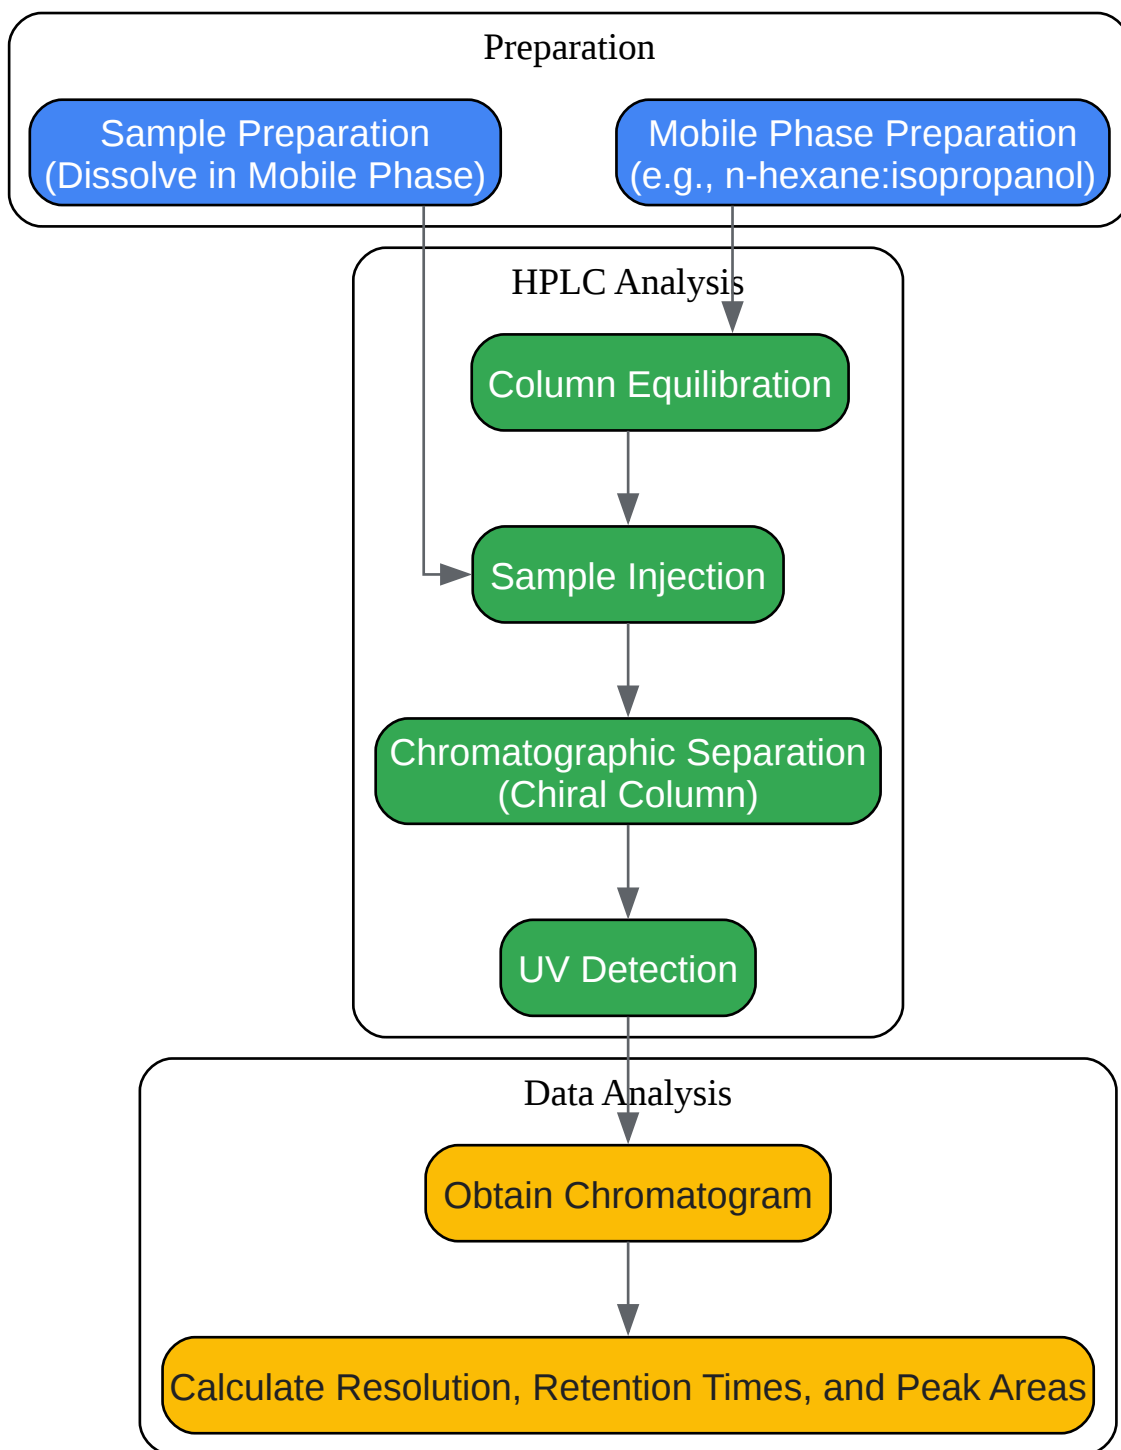 Preparation
Sample Preparation
(Dissolve in Mobile Phase)
Mobile Phase Preparation
(e.g., n-hexane:isopropanol)
HPLC Analysis
Column Equilibration
Sample Injection
Chromatographic Separation
(Chiral Column)
UV Detection
Data Analysis
Obtain Chromatogram
Calculate Resolution, Retention Times, and Peak Areas